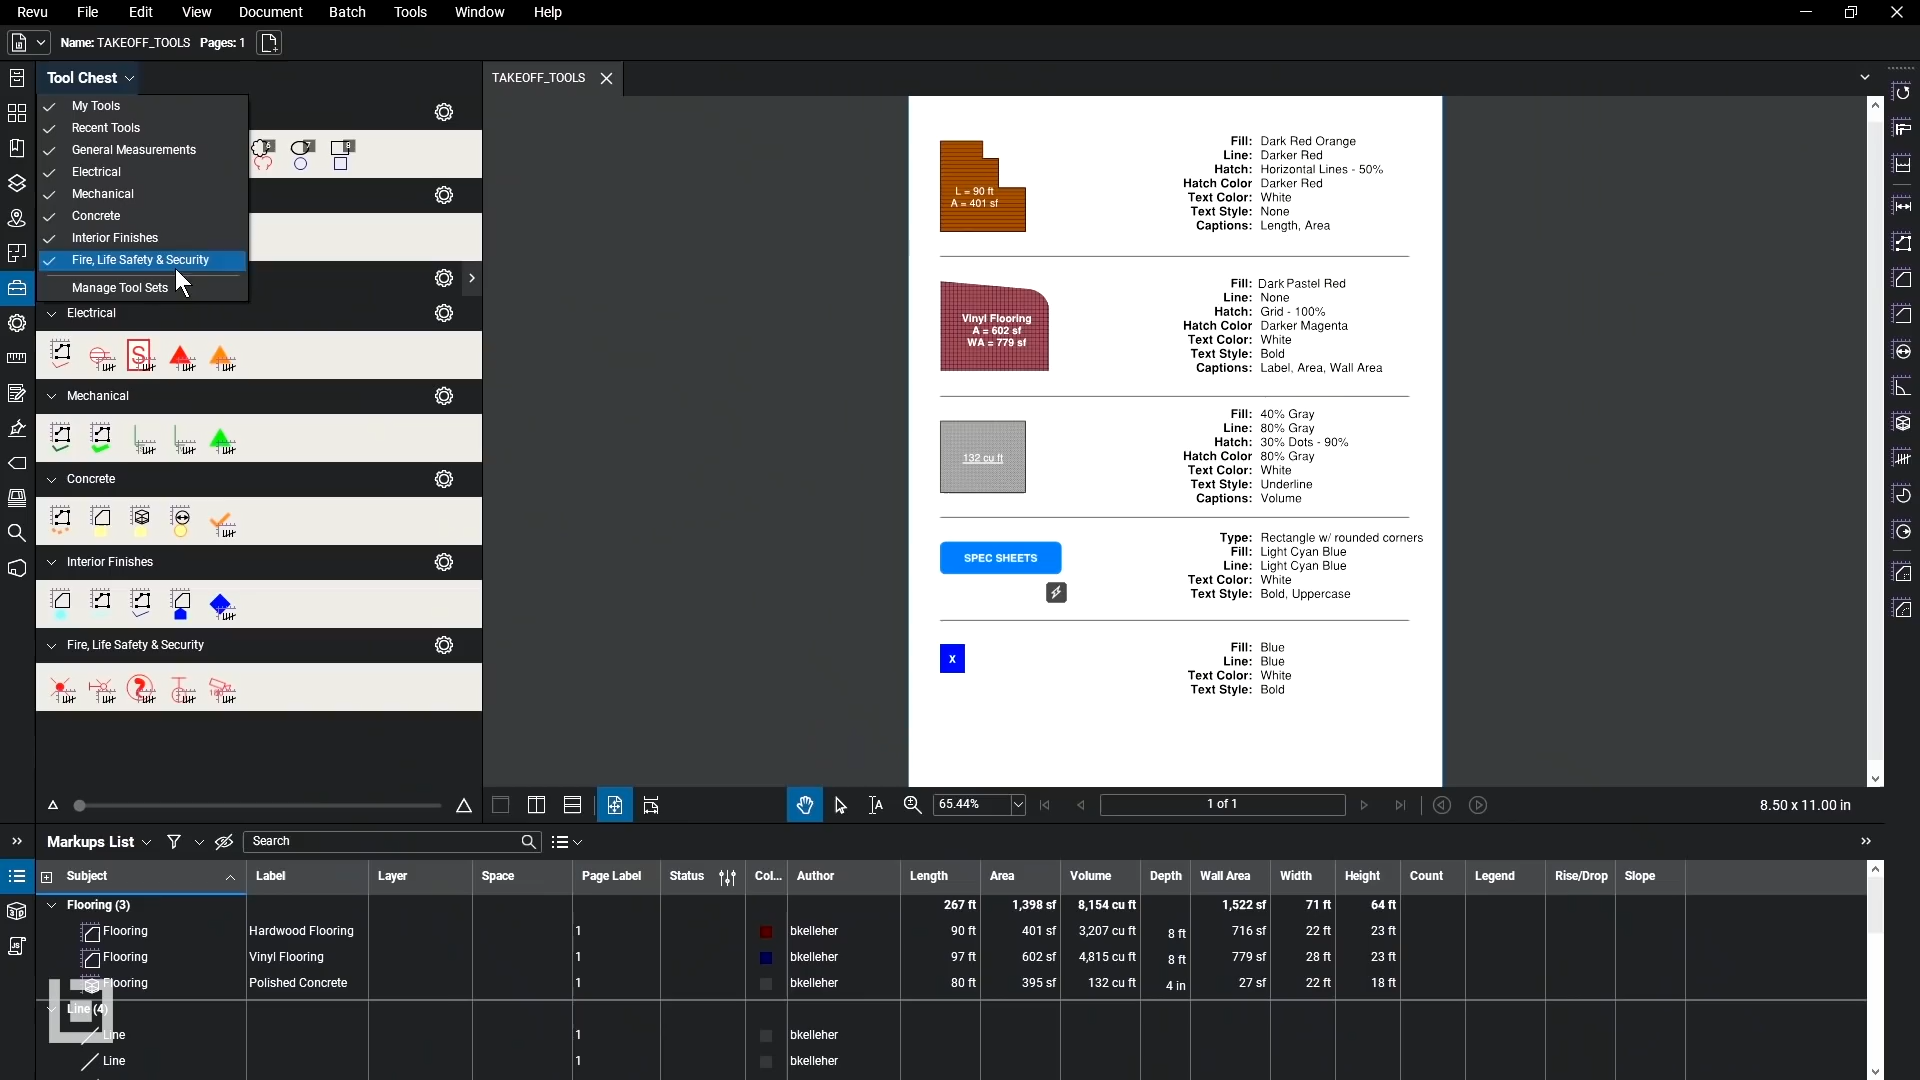 Revu File Edit View Document Batch Tools Window Help
Name: TAKEOFF_TOOLS Pages: 1
Tool Chest
My Tools
Recent Tools
General Measurements
Electrical
Mechanical
Concrete
Interior Finishes
Fire, Life Safety & Security
Manage Tool Sets
Electrical
Mechanical
Concrete
Interior Finishes
Fire, Life Safety & Security
TAKEOFF_TOOLS
L = 90 ft
A = 401 sf
Fill: Dark Red Orange
Line: Darker Red
Hatch: Horizontal Lines - 50%
Hatch Color Darker Red
Text Color: White
Text Style: None
Captions: Length, Area
Vinyl Flooring
A = 602 sf
WA = 779 sf
Fill: Dark Pastel Red
Line: None
Hatch: Grid - 100%
Hatch Color Darker Magenta
Text Color: White
Text Style: Bold
Captions: Label, Area, Wall Area
132 cu ft
Fill: 40% Gray
Line: 80% Gray
Hatch: 30% Dots - 90%
Hatch Color 80% Gray
Text Color: White
Text Style: Underline
Captions: Volume
SPEC SHEETS
Type: Rectangle w/ rounded corners
Fill: Light Cyan Blue
Line: Light Cyan Blue
Text Color: White
Text Style: Bold, Uppercase
X
Fill: Blue
Line: Blue
Text Color: White
Text Style: Bold
65.44% 1 of 1 8.50 x 11.00 in
Markups List Search
Subject Label Layer Space Page Label Status Col... Author Length Area Volume Depth Wall Area Width Height Count Legend Rise/Drop Slope
Flooring (3) 267 ft 1,398 sf 8,154 cu ft 1,522 sf 71 ft 64 ft
Flooring Hardwood Flooring 1 bkelleher 90 ft 401 sf 3,207 cu ft 8 ft 716 sf 22 ft 23 ft
Flooring Vinyl Flooring 1 bkelleher 97 ft 602 sf 4,815 cu ft 8 ft 779 sf 28 ft 23 ft
Flooring Polished Concrete 1 bkelleher 80 ft 395 sf 132 cu ft 4 in 27 sf 22 ft 18 ft
Line (4)
Line 1 bkelleher
Line 1 bkelleher